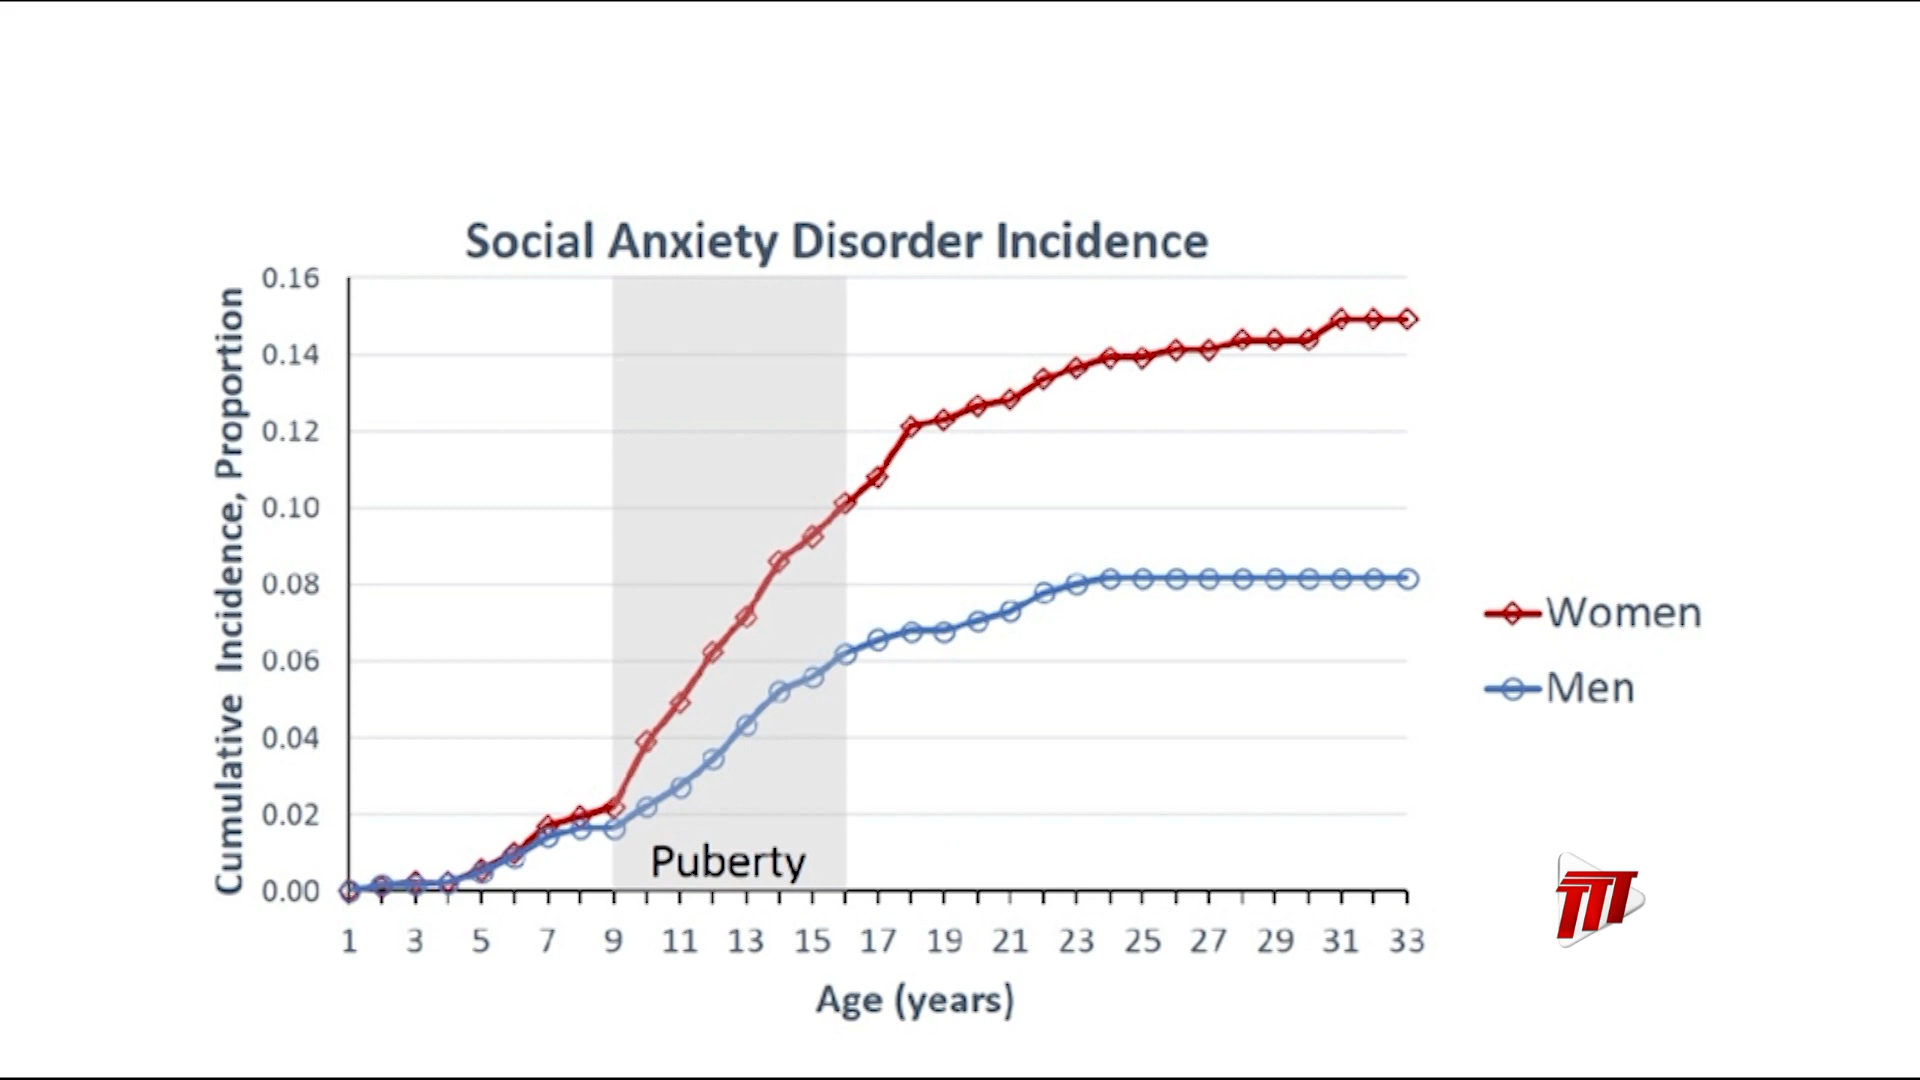 Social Anxiety Disorder Incidence
Cumulative Incidence, Proportion
0.16
0.14
0.12
0.10
0.08
0.06
0.04
0.02
0.00
Puberty
1 3 5 7 9 11 13 15 17 19 21 23 25 27 29 31 33
Age (years)
Women
Men
TTT